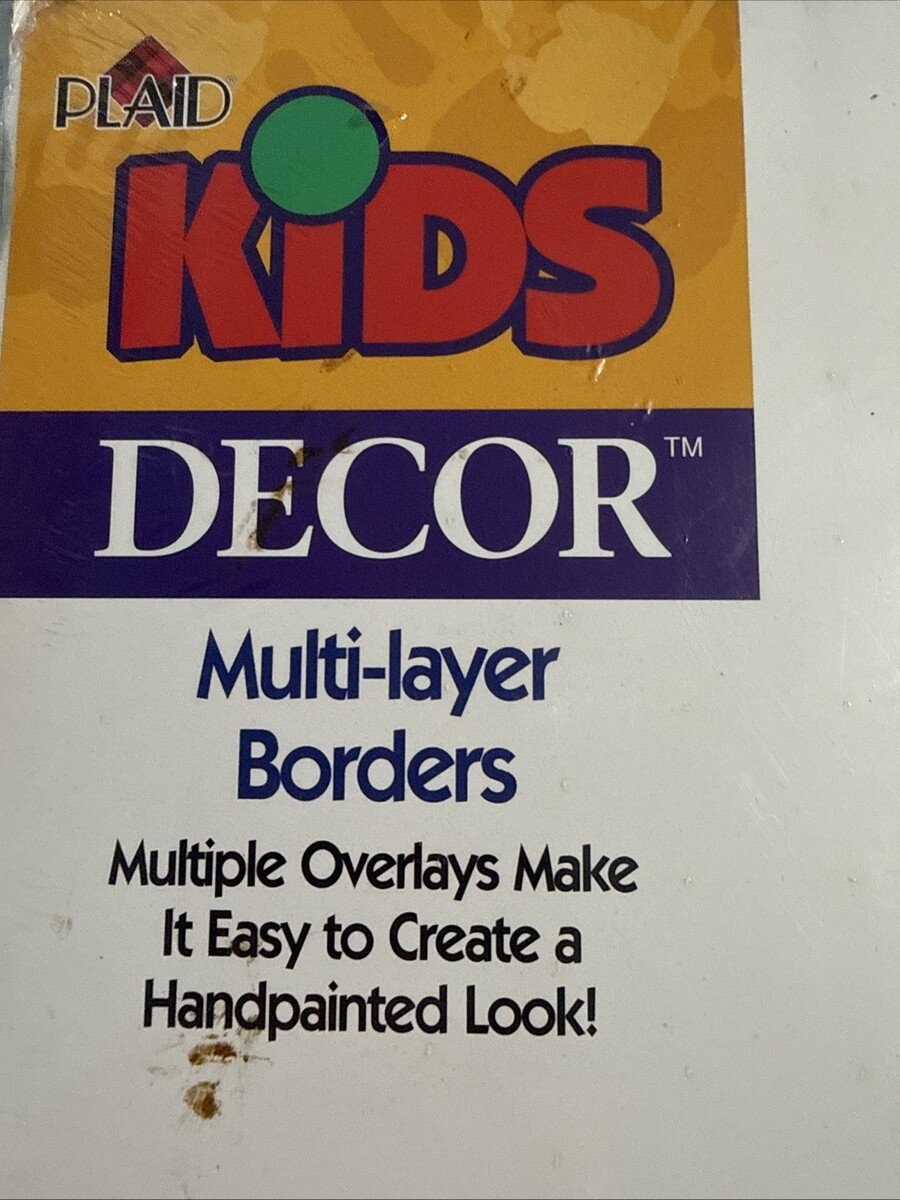 PLAID®
KiDS
DECOR™
Multi-layer
Borders
Multiple Overlays Make
It Easy to Create a
Handpainted Look!